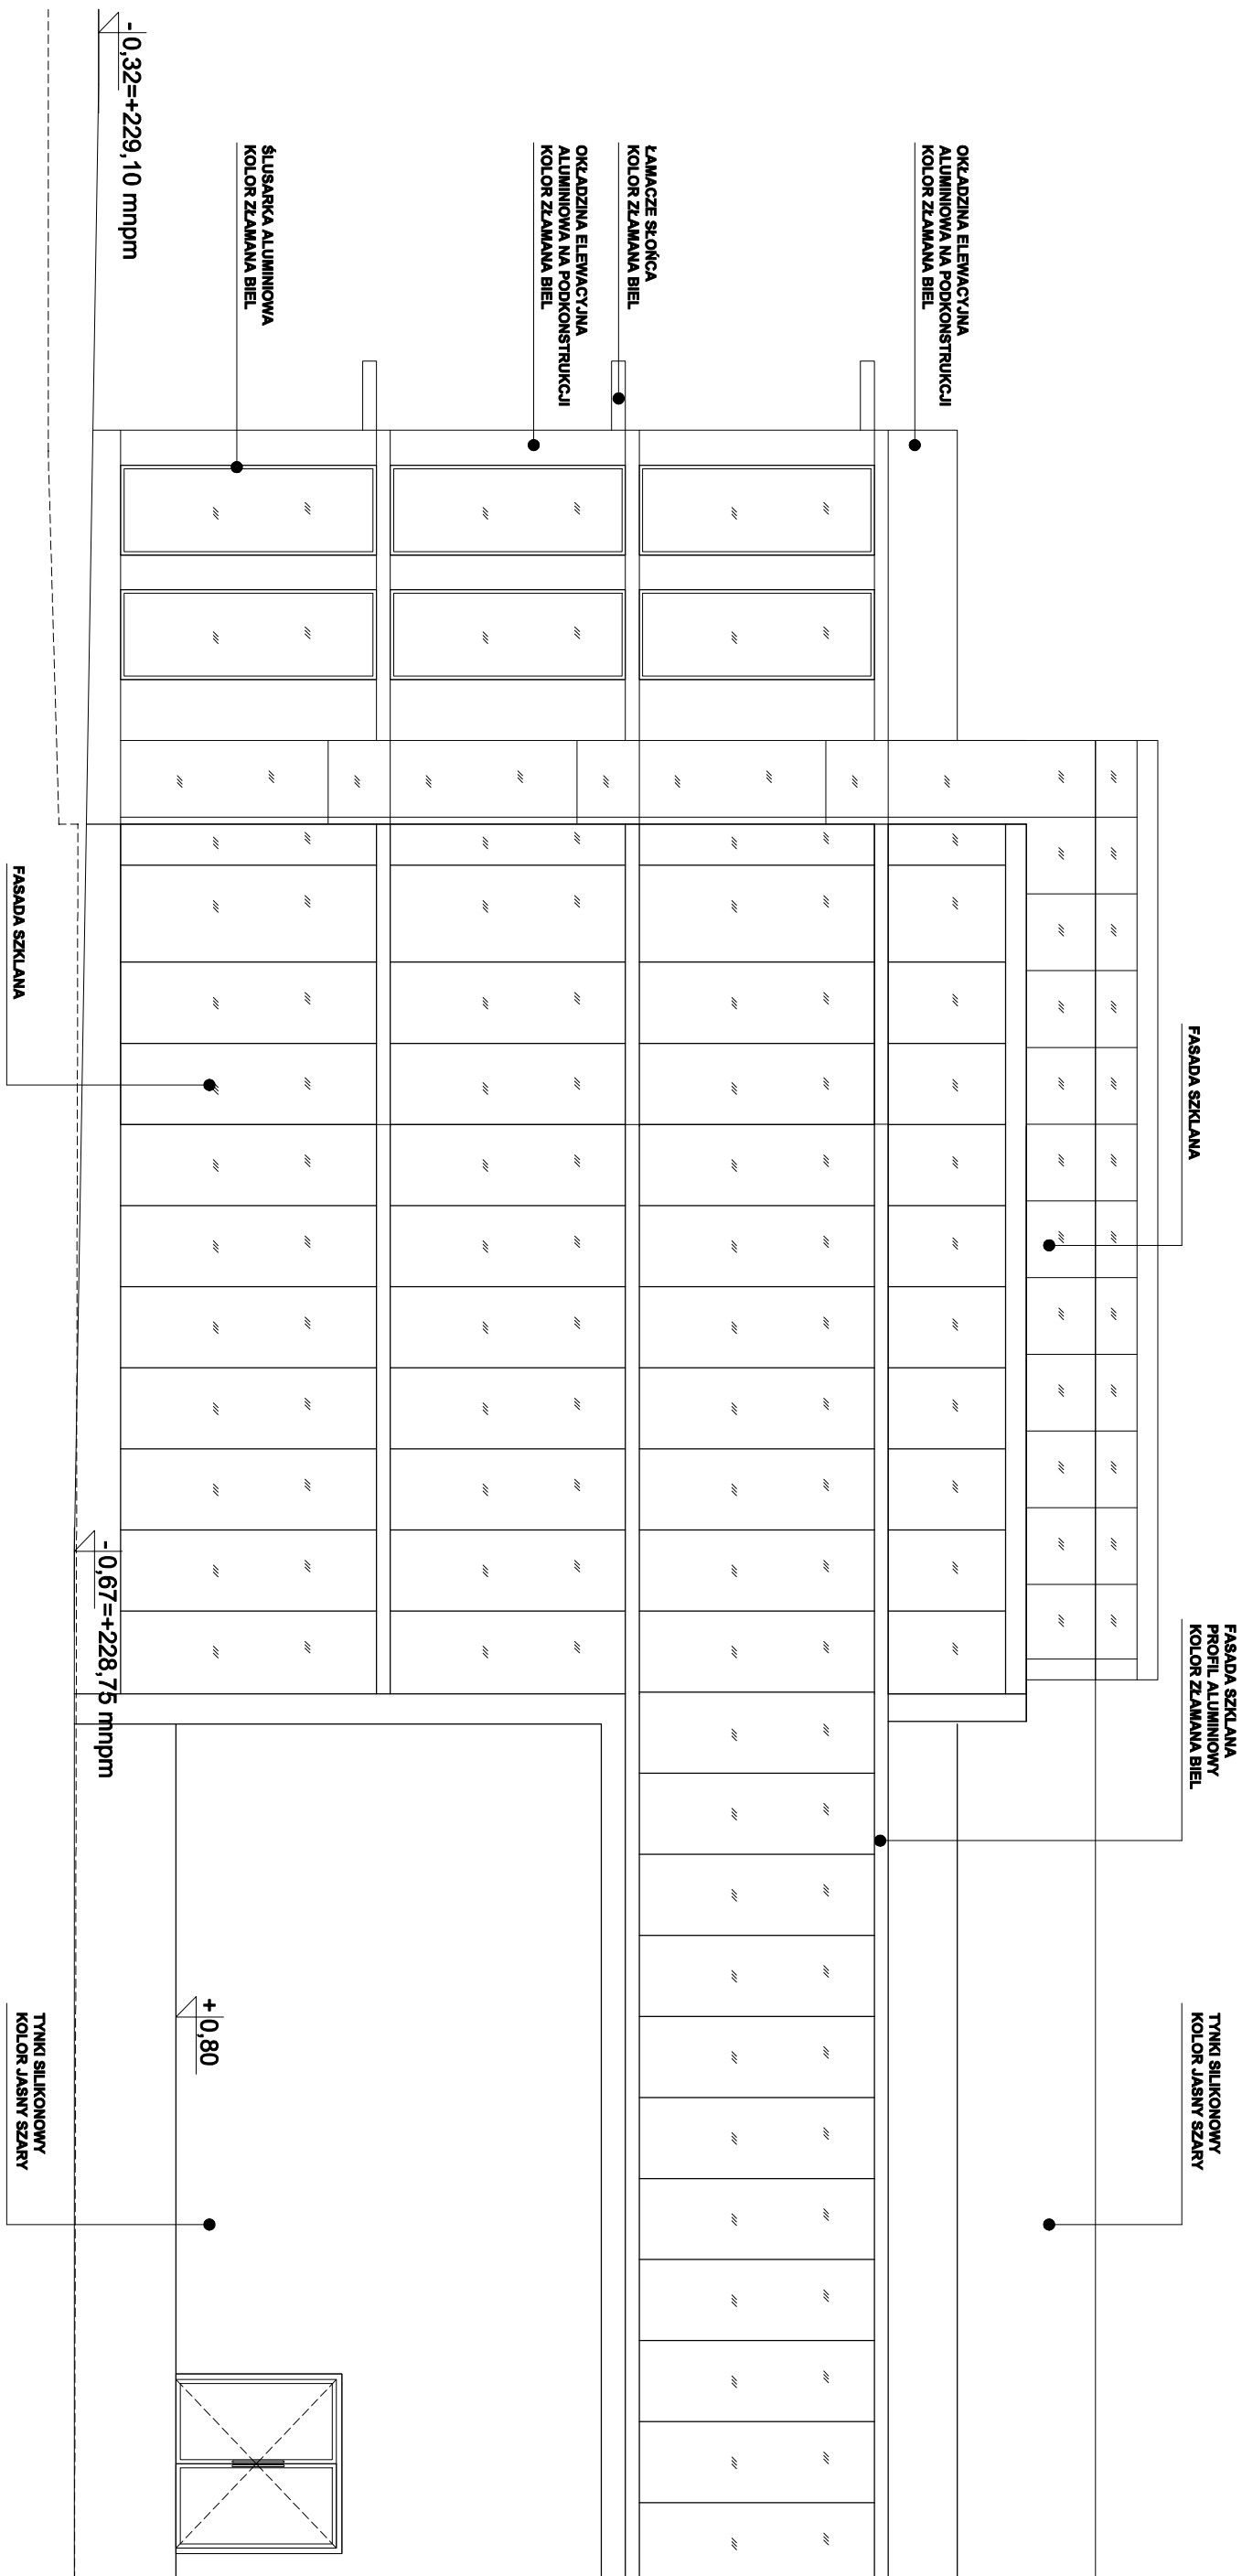 OKŁADZINA ELEWACYJNA
ALUMINIOWA NA PODKONSTRUKCJI
KOLOR ZŁAMANA BIEL
ŁAMACZE SŁOŃCA
KOLOR ZŁAMANA BIEL
OKŁADZINA ELEWACYJNA
ALUMINIOWA NA PODKONSTRUKCJI
KOLOR ZŁAMANA BIEL
ŚLUSARKA ALUMINIOWA
KOLOR ZŁAMANA BIEL
-0,32=+229,10 mnpm
FASADA SZKLANA
FASADA SZKLANA
FASADA SZKLANA
PROFIL ALUMINIOWY
KOLOR ZŁAMANA BIEL
-0,67=+228,75 mnpm
TYNKI SILIKONOWY
KOLOR JASNY SZARY
+0,80
TYNKI SILIKONOWY
KOLOR JASNY SZARY